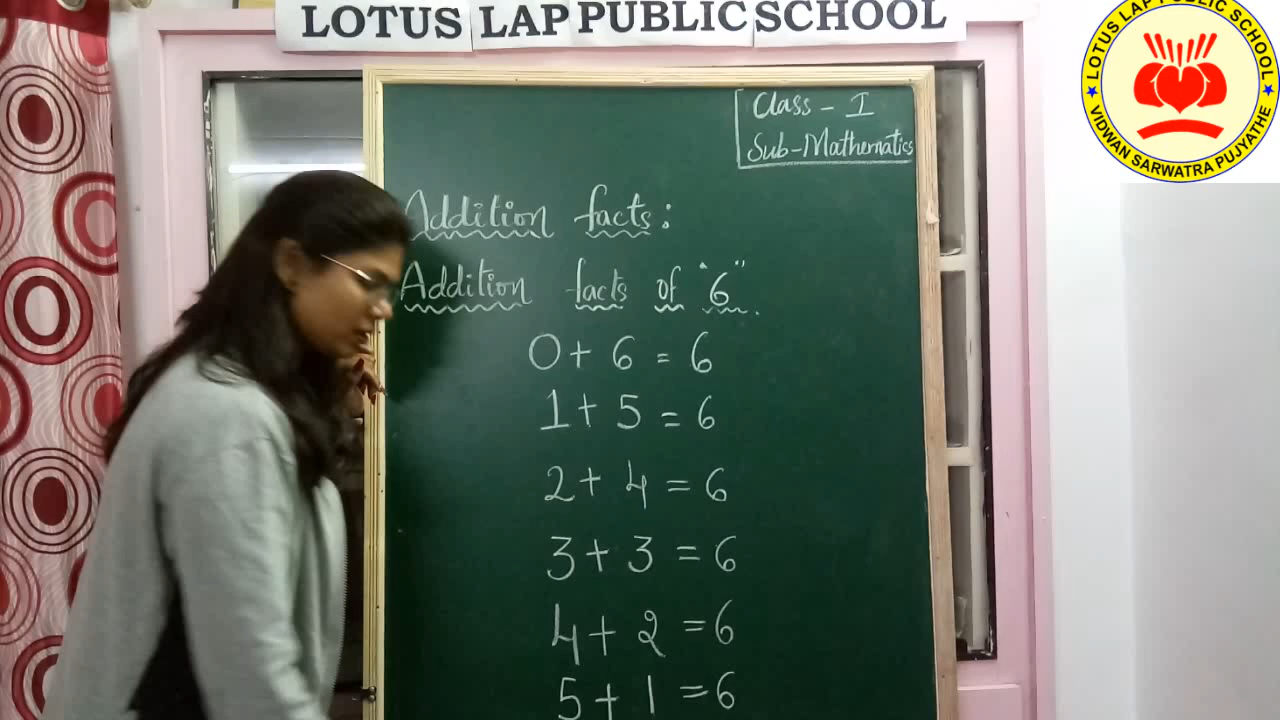 LOTUS LAP PUBLIC SCHOOL
LOTUS LAP PUBLIC SCHOOL
VIDWAN SARWATRA PUJYATHE
Class - I
Sub-Mathematics
Addition facts:
Addition facts of "6".
0 + 6 = 6
1 + 5 = 6
2 + 4 = 6
3 + 3 = 6
4 + 2 = 6
5 + 1 = 6